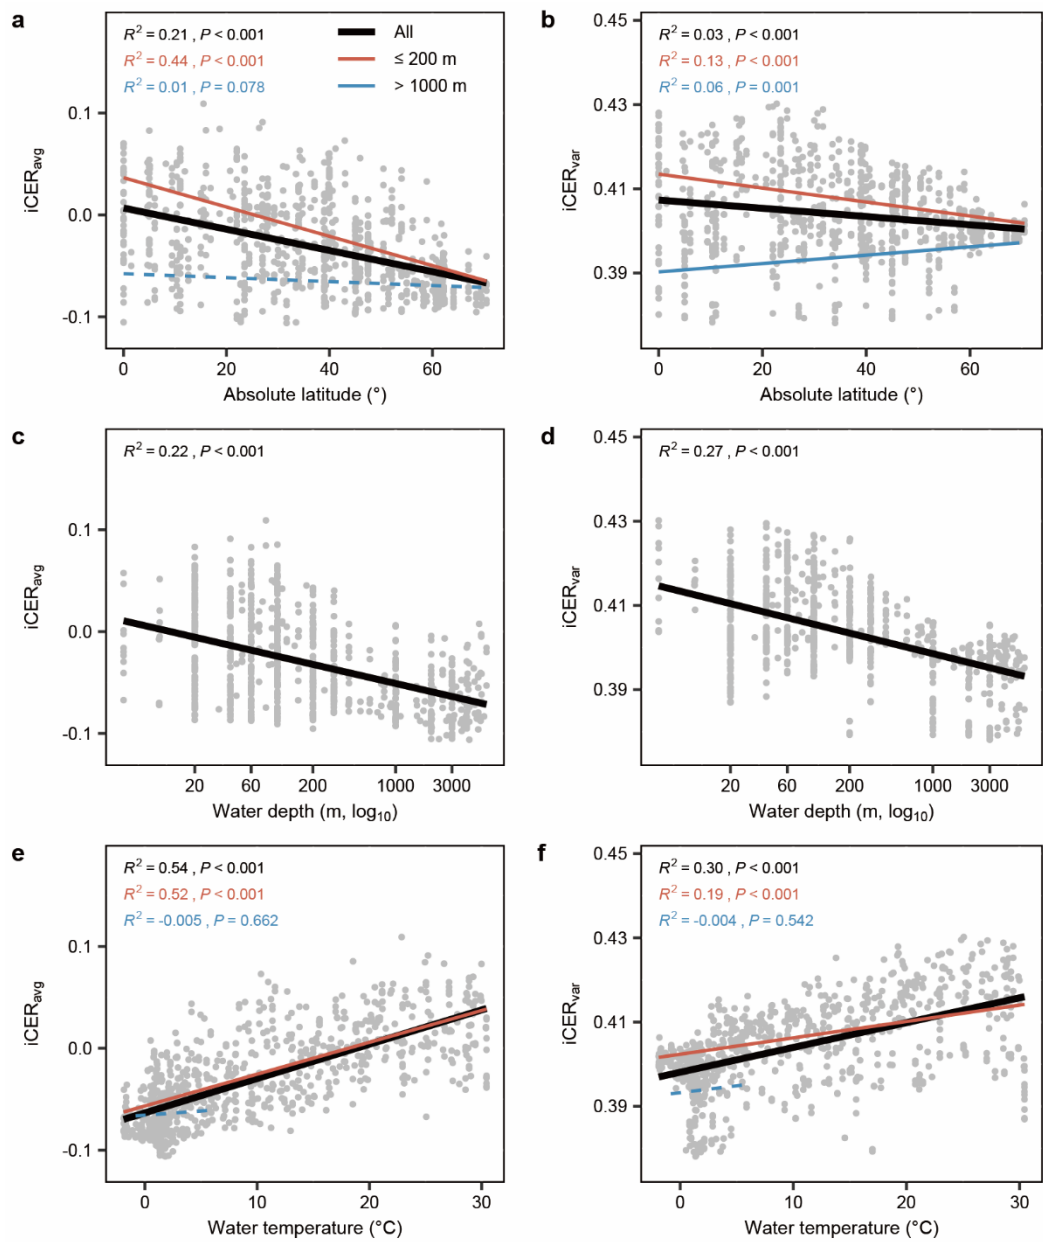 a
R² = 0.21 , P < 0.001
R² = 0.44 , P < 0.001
R² = 0.01 , P = 0.078
All
≤ 200 m
> 1000 m
0.1
0.0
-0.1
iCERavg
0
20
40
60
Absolute latitude (°)
b
R² = 0.03 , P < 0.001
R² = 0.13 , P < 0.001
R² = 0.06 , P = 0.001
0.45
0.43
0.41
0.39
iCERvar
0
20
40
60
Absolute latitude (°)
c
R² = 0.22 , P < 0.001
0.1
0.0
-0.1
iCERavg
20
60
200
1000
3000
Water depth (m, log₁₀)
d
R² = 0.27 , P < 0.001
0.45
0.43
0.41
0.39
iCERvar
20
60
200
1000
3000
Water depth (m, log₁₀)
e
R² = 0.54 , P < 0.001
R² = 0.52 , P < 0.001
R² = -0.005 , P = 0.662
0.1
0.0
-0.1
iCERavg
0
10
20
30
Water temperature (°C)
f
R² = 0.30 , P < 0.001
R² = 0.19 , P < 0.001
R² = -0.004 , P = 0.542
0.45
0.43
0.41
0.39
iCERvar
0
10
20
30
Water temperature (°C)